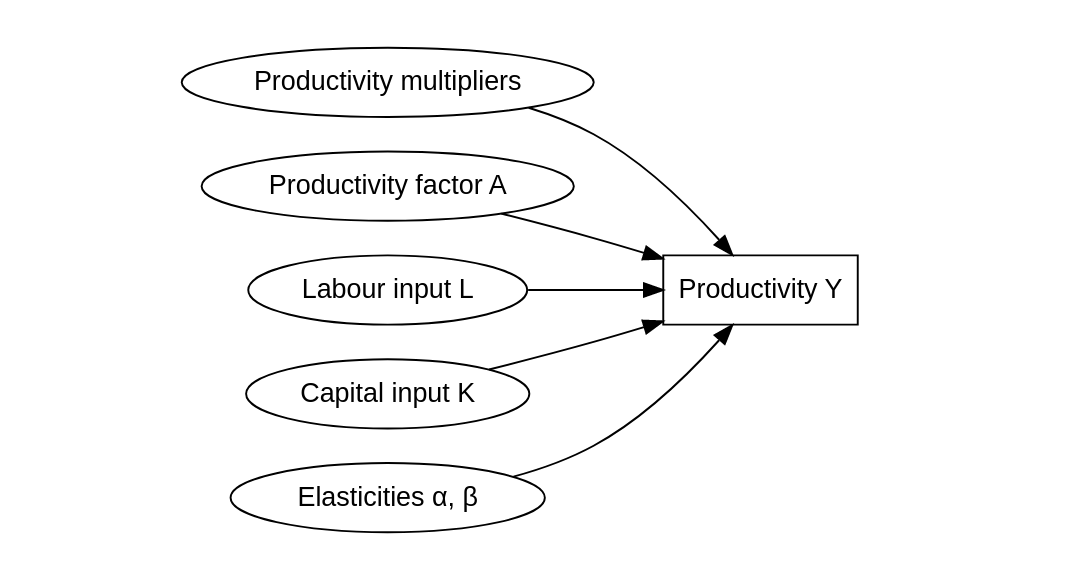 Productivity multipliers
Productivity factor A
Labour input L
Productivity Y
Capital input K
Elasticities α, β